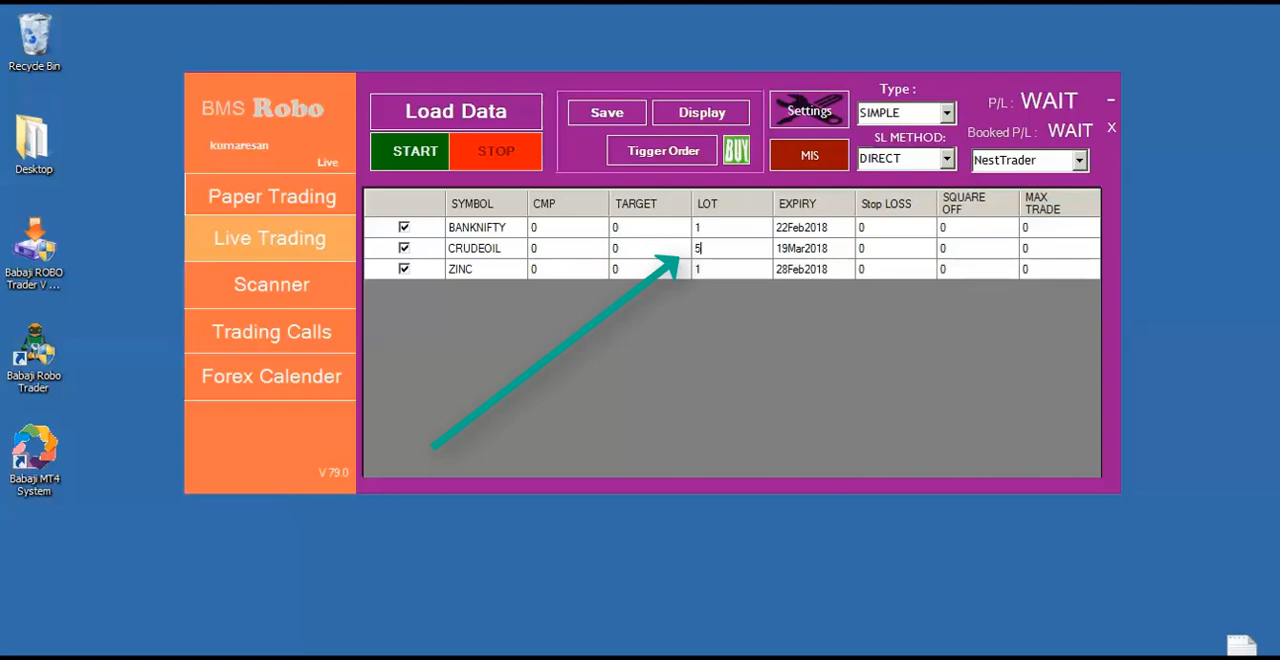 Recycle Bin
Desktop
Babaji ROBO
Trader V ...
Babaji Robo
Trader
Babaji MT4
System
BMS Robo
kumaresan
Live
Paper Trading
Live Trading
Scanner
Trading Calls
Forex Calender
V 79.0
Load Data
START STOP
Save Display
Tigger Order BUY
Settings
MIS
Type :
SIMPLE
SL METHOD:
DIRECT
P/L : WAIT -
Booked P/L : WAIT X
NestTrader
SYMBOL CMP TARGET LOT EXPIRY Stop LOSS SQUARE OFF MAX TRADE
BANKNIFTY 0 0 1 22Feb2018 0 0 0
CRUDEOIL 0 0 5 19Mar2018 0 0 0
ZINC 0 0 1 28Feb2018 0 0 0